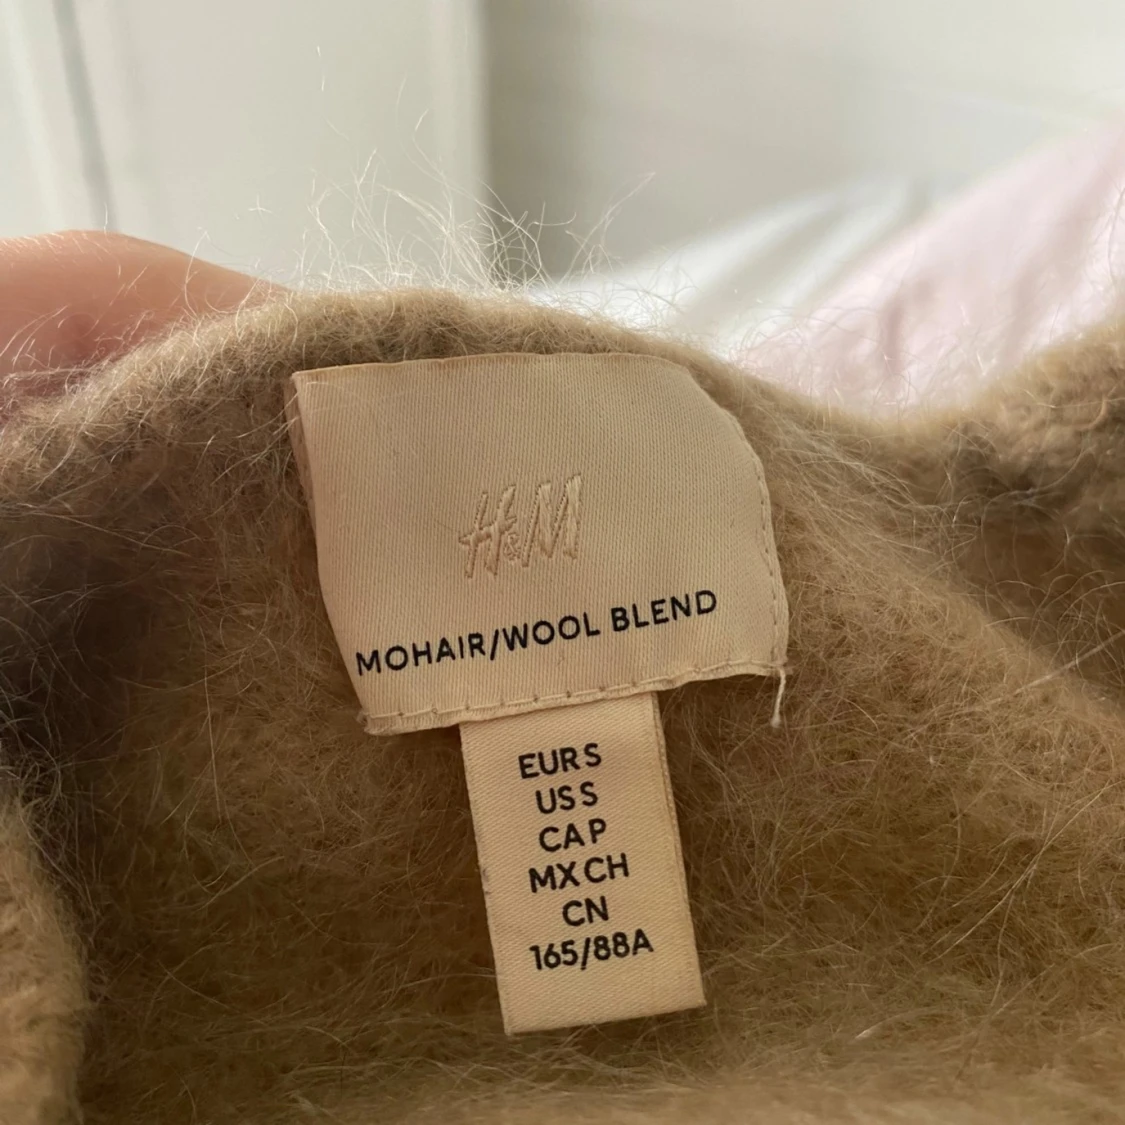 H&M
MOHAIR/WOOL BLEND
EUR S
US S
CA P
MX CH
CN
165/88A